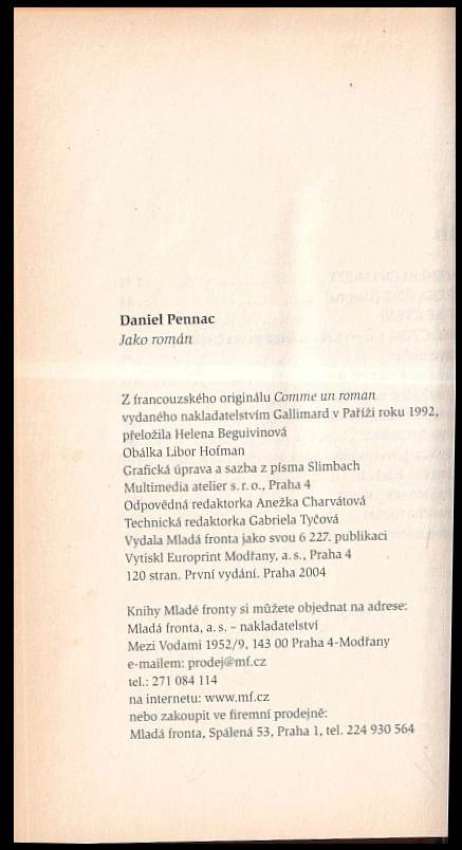 Daniel Pennac
Jako román
Z francouzského originálu Comme un roman
vydaného nakladatelstvím Gallimard v Paříži roku 1992,
přeložila Helena Beguivinová
Obálka Libor Hofman
Grafická úprava a sazba z písma Slimbach
Multimedia atelier s. r. o., Praha 4
Odpovědná redaktorka Anežka Charvátová
Technická redaktorka Gabriela Tyčová
Vydala Mladá fronta jako svou 6 227. publikaci
Vytiskl Europrint Modřany, a. s., Praha 4
120 stran. První vydání. Praha 2004
Knihy Mladé fronty si můžete objednat na adrese:
Mladá fronta, a. s. – nakladatelství
Mezi Vodami 1952/9, 143 00 Praha 4-Modřany
e-mailem: prodej@mf.cz
tel.: 271 084 114
na internetu: www.mf.cz
nebo zakoupit ve firemní prodejně:
Mladá fronta, Spálená 53, Praha 1, tel. 224 930 564